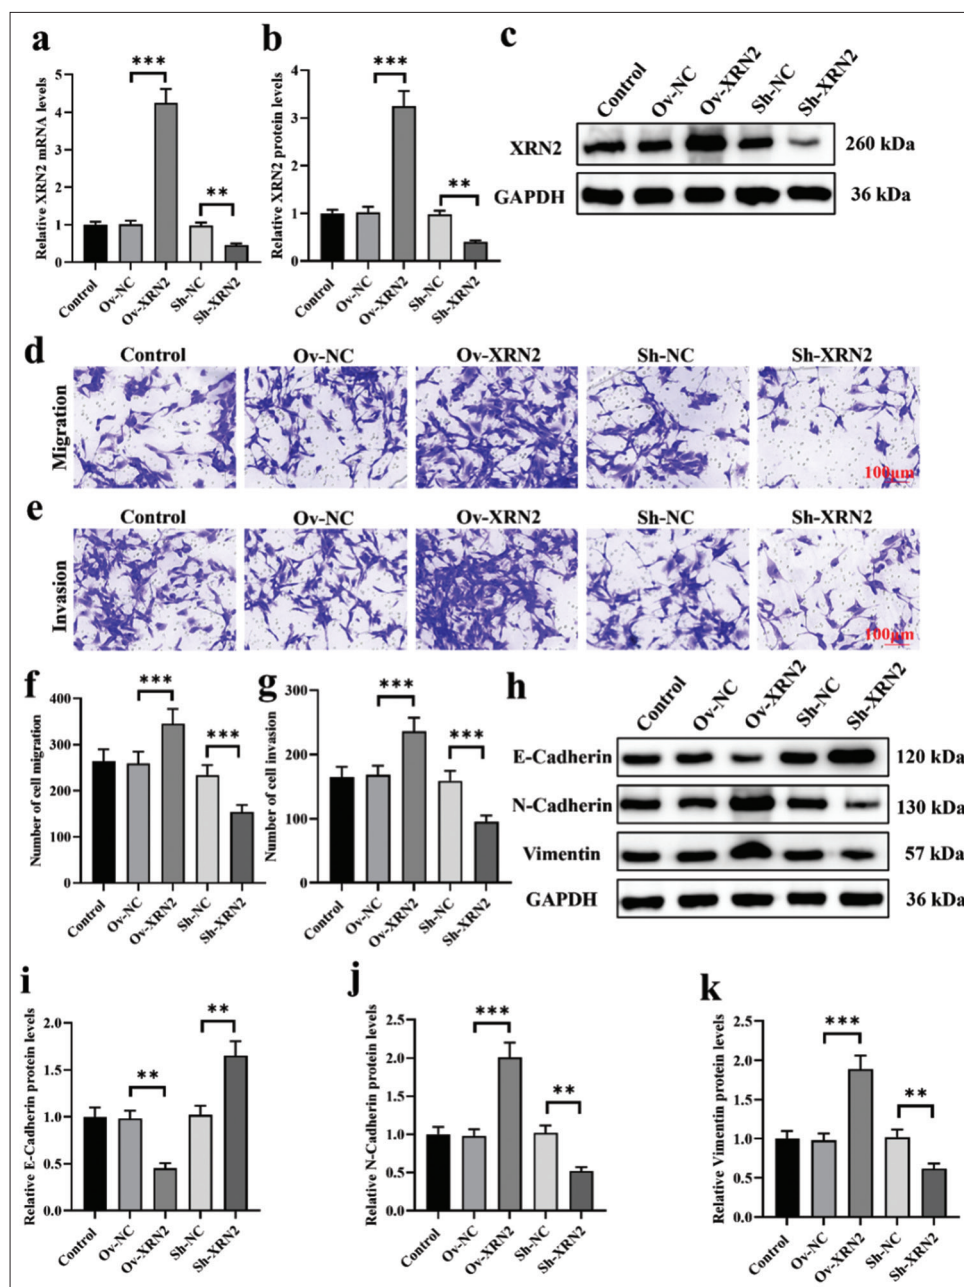 a
Relative XRN2 mRNA levels
5
4
3
2
1
0
***
**
Control
Ov-NC
Ov-XRN2
Sh-NC
Sh-XRN2
b
Relative XRN2 protein levels
4
3
2
1
0
***
**
Control
Ov-NC
Ov-XRN2
Sh-NC
Sh-XRN2
c
Control
Ov-NC
Ov-XRN2
Sh-NC
Sh-XRN2
XRN2
260 kDa
GAPDH
36 kDa
d
Control
Ov-NC
Ov-XRN2
Sh-NC
Sh-XRN2
Migration
100μm
e
Control
Ov-NC
Ov-XRN2
Sh-NC
Sh-XRN2
Invasion
100μm
f
Number of cell migration
400
300
200
100
0
***
***
Control
Ov-NC
Ov-XRN2
Sh-NC
Sh-XRN2
g
Number of cell invasion
300
200
100
0
***
***
Control
Ov-NC
Ov-XRN2
Sh-NC
Sh-XRN2
h
Control
Ov-NC
Ov-XRN2
Sh-NC
Sh-XRN2
E-Cadherin
120 kDa
N-Cadherin
130 kDa
Vimentin
57 kDa
GAPDH
36 kDa
i
Relative E-Cadherin protein levels
2.0
1.5
1.0
0.5
0.0
**
**
Control
Ov-NC
Ov-XRN2
Sh-NC
Sh-XRN2
j
Relative N-Cadherin protein levels
2.5
2.0
1.5
1.0
0.5
0.0
***
**
Control
Ov-NC
Ov-XRN2
Sh-NC
Sh-XRN2
k
Relative Vimentin protein levels
2.5
2.0
1.5
1.0
0.5
0.0
***
**
Control
Ov-NC
Ov-XRN2
Sh-NC
Sh-XRN2